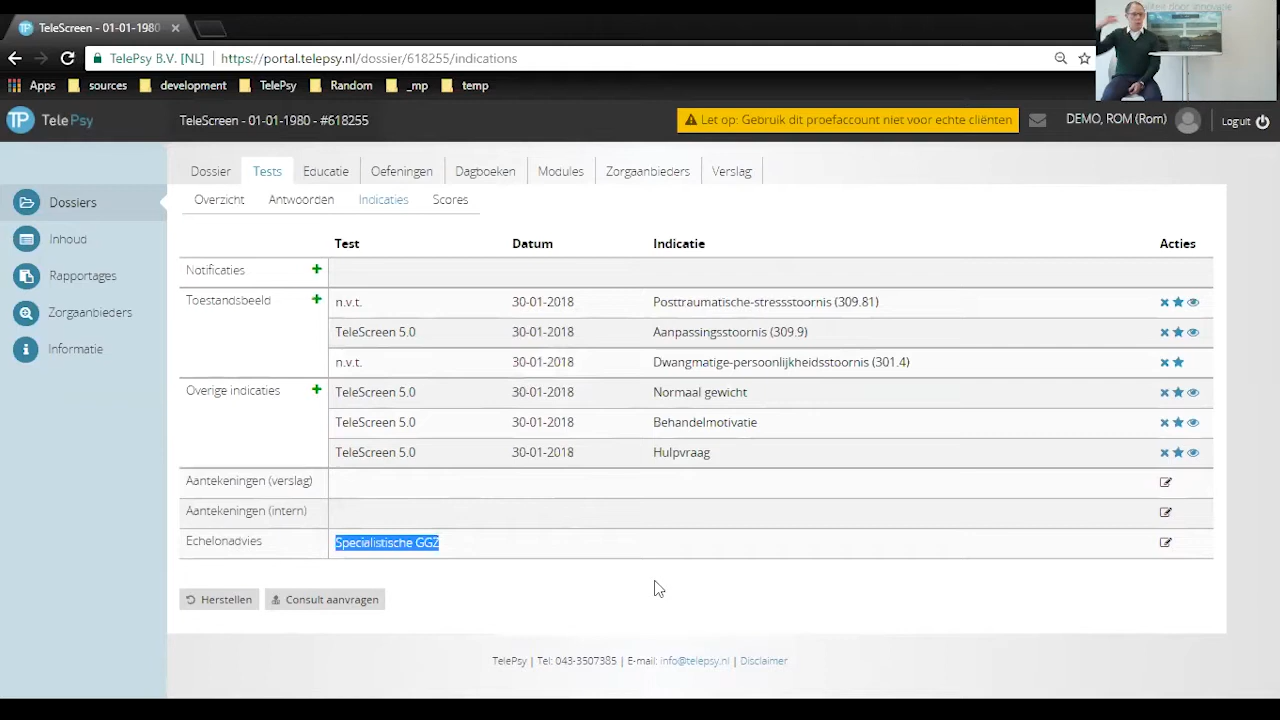 TeleScreen - 01-01-1980
TelePsy B.V. [NL] https://portal.telepsy.nl/dossier/618255/indications
Apps sources development TelePsy Random _mp temp
TP TelePsy TeleScreen - 01-01-1980 - #618255 Let op: Gebruik dit proefaccount niet voor echte cliënten DEMO, ROM (Rom) Log uit
Dossier Tests Educatie Oefeningen Dagboeken Modules Zorgaanbieders Verslag
Overzicht Antwoorden Indicaties Scores
Dossiers
Inhoud
Rapportages
Zorgaanbieders
Informatie
Test Datum Indicatie Acties
Notificaties
Toestandsbeeld n.v.t. 30-01-2018 Posttraumatische-stressstoornis (309.81)
TeleScreen 5.0 30-01-2018 Aanpassingsstoornis (309.9)
n.v.t. 30-01-2018 Dwangmatige-persoonlijkheidsstoornis (301.4)
Overige indicaties TeleScreen 5.0 30-01-2018 Normaal gewicht
TeleScreen 5.0 30-01-2018 Behandelmotivatie
TeleScreen 5.0 30-01-2018 Hulpvraag
Aantekeningen (verslag)
Aantekeningen (intern)
Echelonadvies Specialistische GGZ
Herstellen Consult aanvragen
TelePsy | Tel: 043-3507385 | E-mail: info@telepsy.nl | Disclaimer